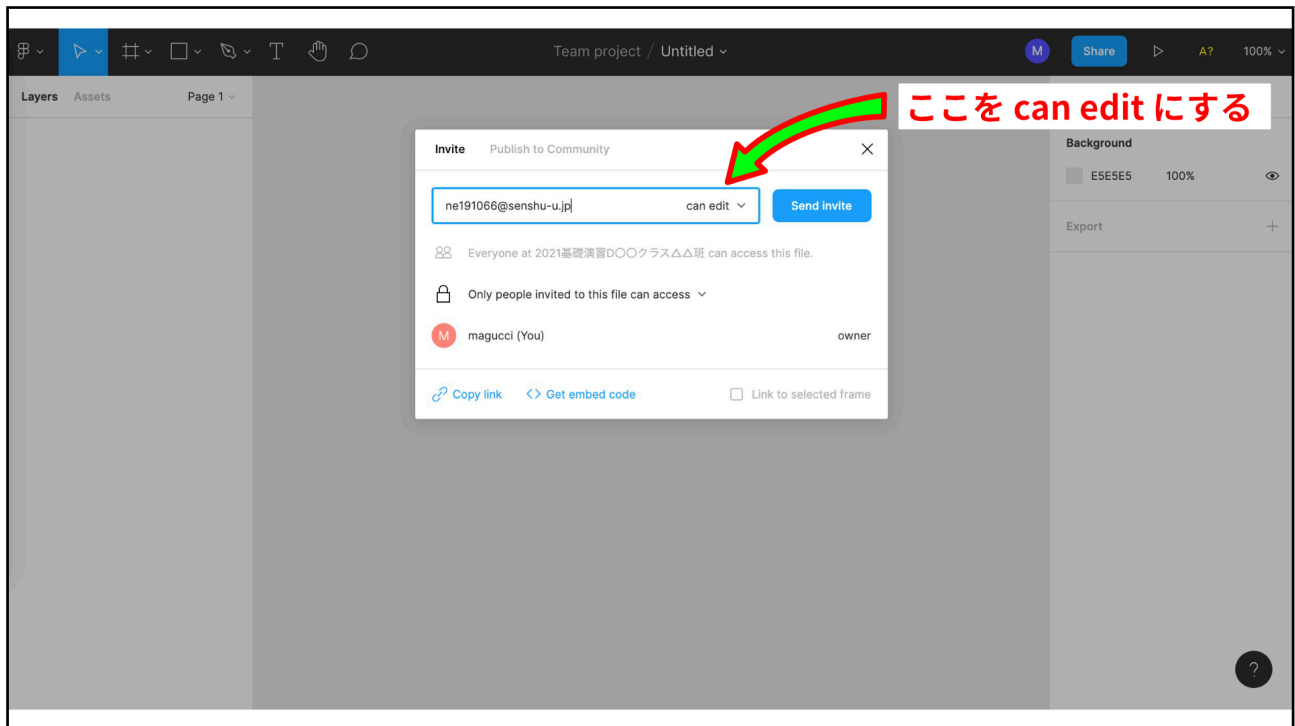 Team project / Untitled
M
Share
A?
100%
Layers Assets Page 1
ここを can edit にする
Invite Publish to Community
Background
E5E5E5 100%
ne191066@senshu-u.jp can edit Send invite
Export
Everyone at 2021基礎演習D〇〇クラス△△班 can access this file.
Only people invited to this file can access
M magucci (You) owner
Copy link <> Get embed code Link to selected frame
?